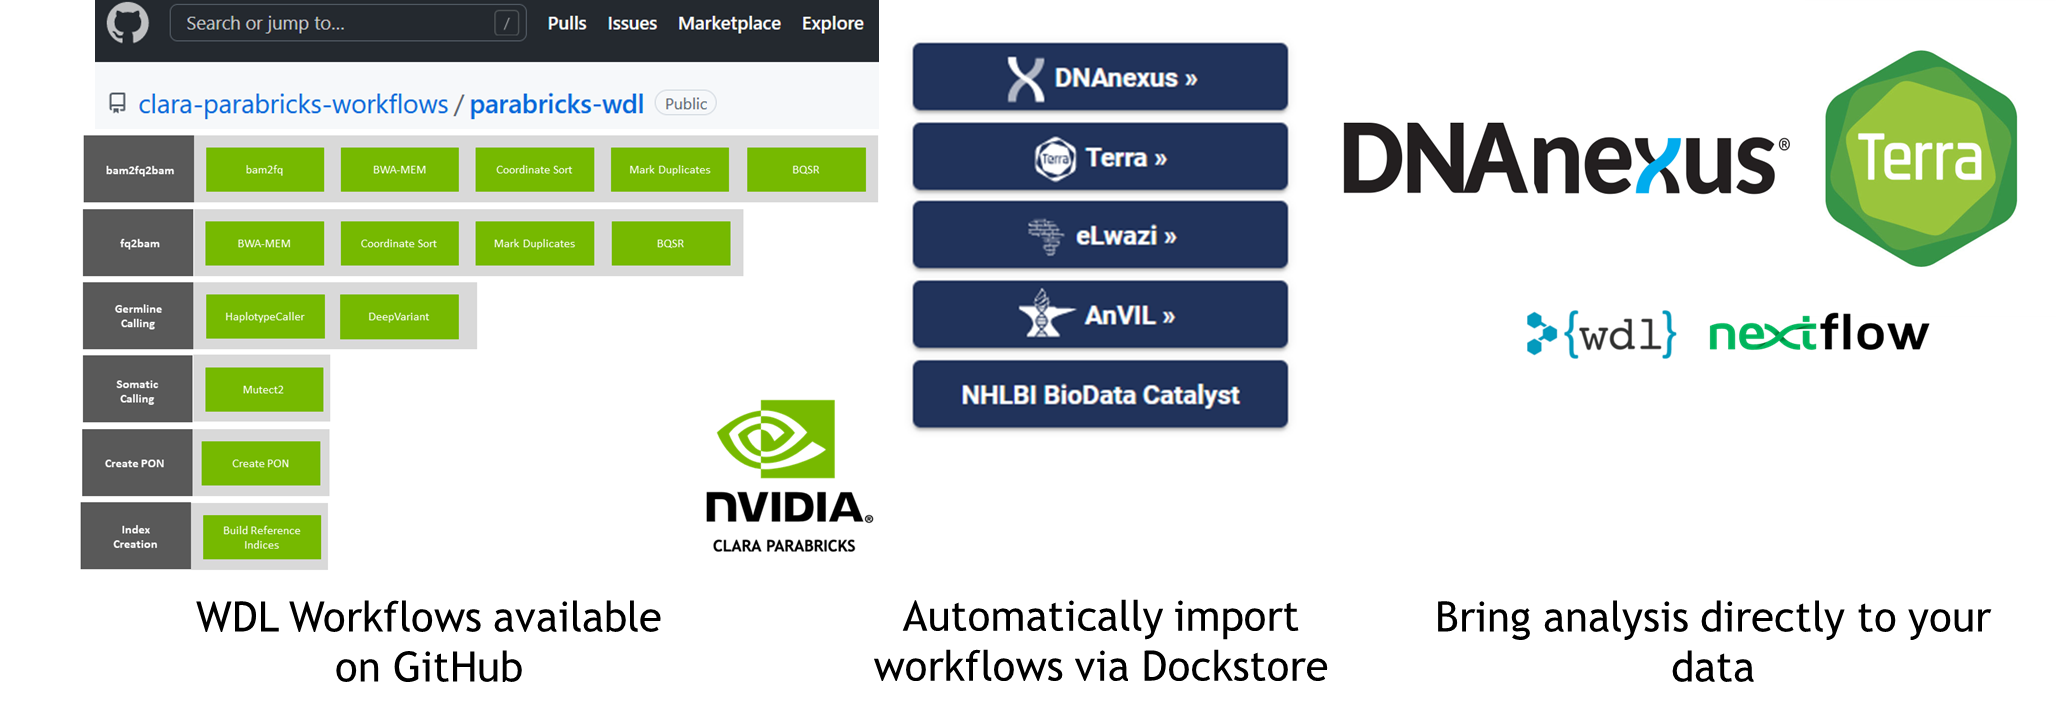 Search or jump to...
/
Pulls
Issues
Marketplace
Explore
clara-parabricks-workflows / parabricks-wdl
Public
bam2fq2bam
bam2fq
BWA-MEM
Coordinate Sort
Mark Duplicates
BQSR
fq2bam
BWA-MEM
Coordinate Sort
Mark Duplicates
BQSR
Germline
Calling
HaplotypeCaller
DeepVariant
Somatic
Calling
Mutect2
Create PON
Create PON
Index
Creation
Build Reference
Indices
NVIDIA®
CLARA PARABRICKS
WDL Workflows available
on GitHub
DNAnexus »
Terra
Terra »
eLwazi »
AnVIL »
NHLBI BioData Catalyst
Automatically import
workflows via Dockstore
DNAnexus®
Terra
{wdl}
nextflow
Bring analysis directly to your
data